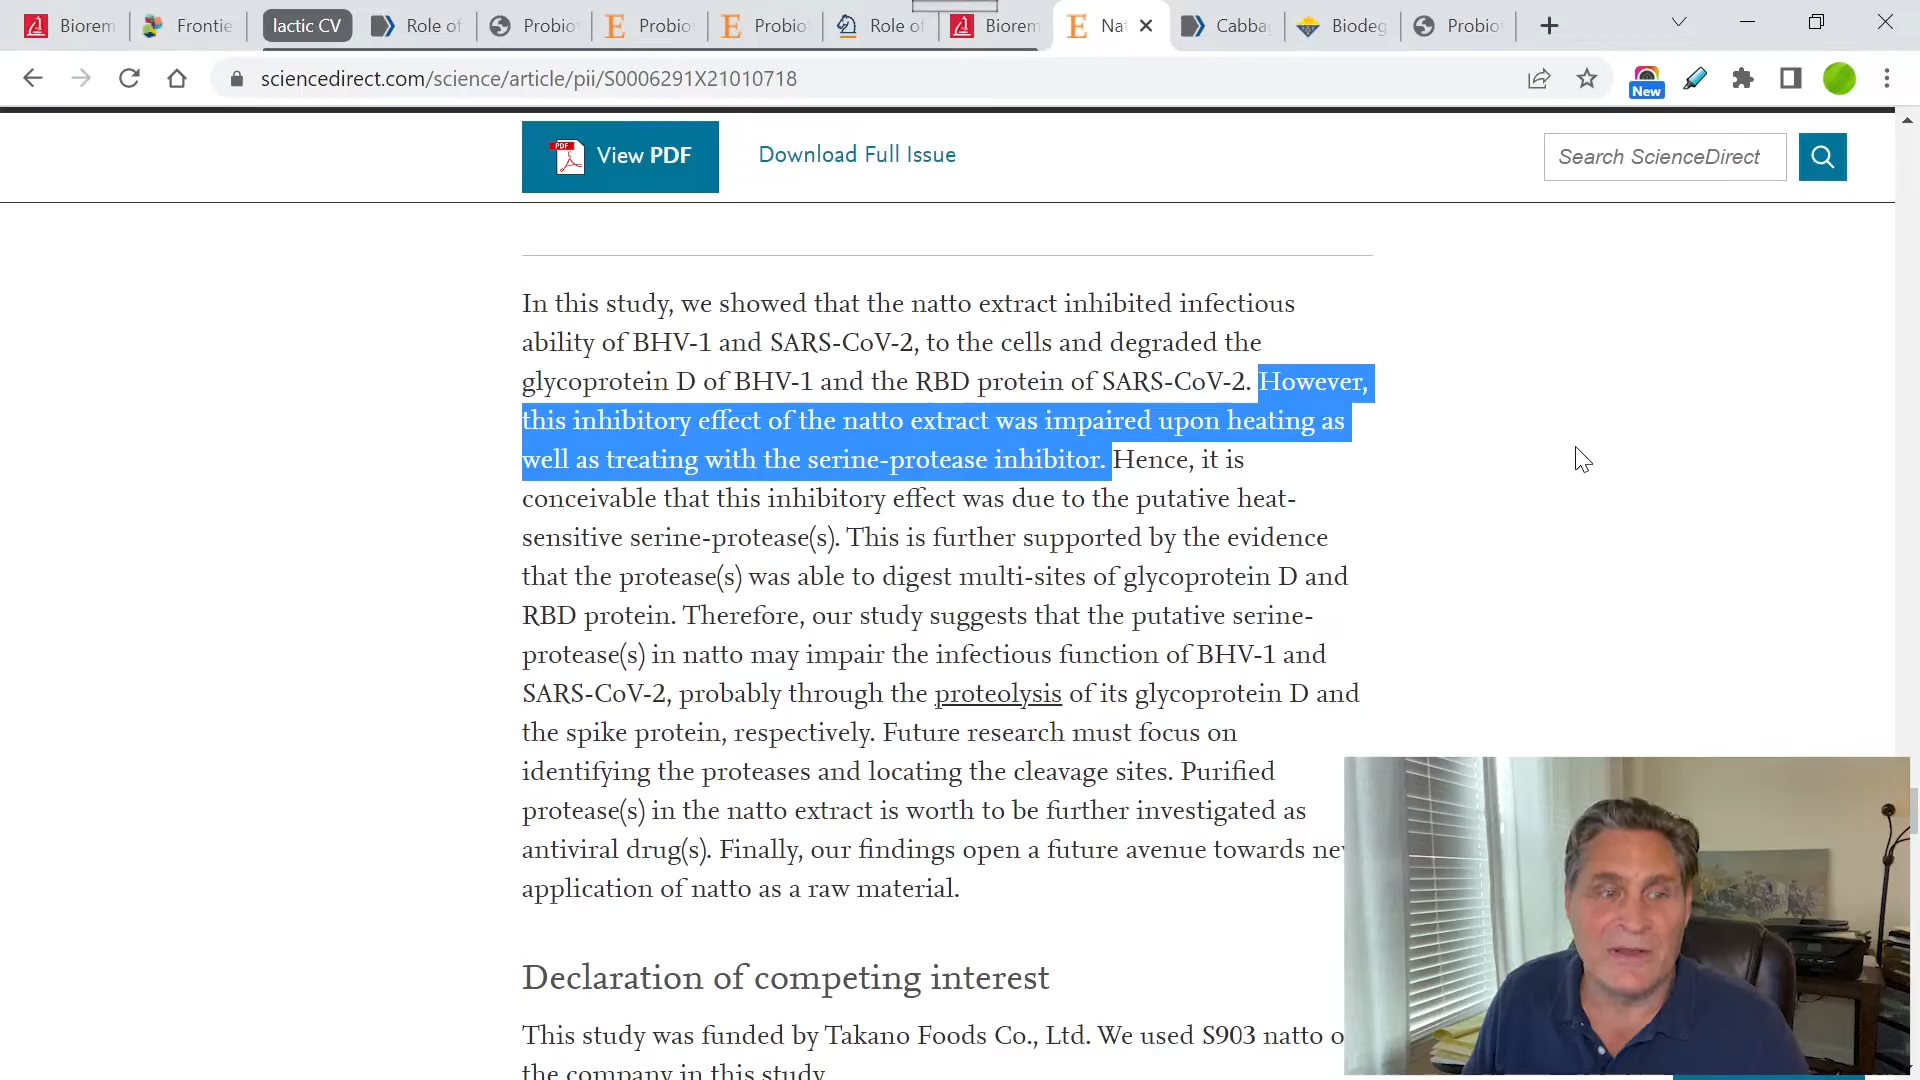 Biorem
Frontie
lactic CV
Role of
Probiot
Probio
Probio
Role of
Biorem
Nat
Cabba
Biodeg
Probio
sciencedirect.com/science/article/pii/S0006291X21010718
New
PDF
View PDF
Download Full Issue
Search ScienceDirect
In this study, we showed that the natto extract inhibited infectious
ability of BHV-1 and SARS-CoV-2, to the cells and degraded the
glycoprotein D of BHV-1 and the RBD protein of SARS-CoV-2. However,
this inhibitory effect of the natto extract was impaired upon heating as
well as treating with the serine-protease inhibitor. Hence, it is
conceivable that this inhibitory effect was due to the putative heat-
sensitive serine-protease(s). This is further supported by the evidence
that the protease(s) was able to digest multi-sites of glycoprotein D and
RBD protein. Therefore, our study suggests that the putative serine-
protease(s) in natto may impair the infectious function of BHV-1 and
SARS-CoV-2, probably through the proteolysis of its glycoprotein D and
the spike protein, respectively. Future research must focus on
identifying the proteases and locating the cleavage sites. Purified
protease(s) in the natto extract is worth to be further investigated as
antiviral drug(s). Finally, our findings open a future avenue towards
application of natto as a raw material.
Declaration of competing interest
This study was funded by Takano Foods Co., Ltd. We used S903 natto
the company in this study